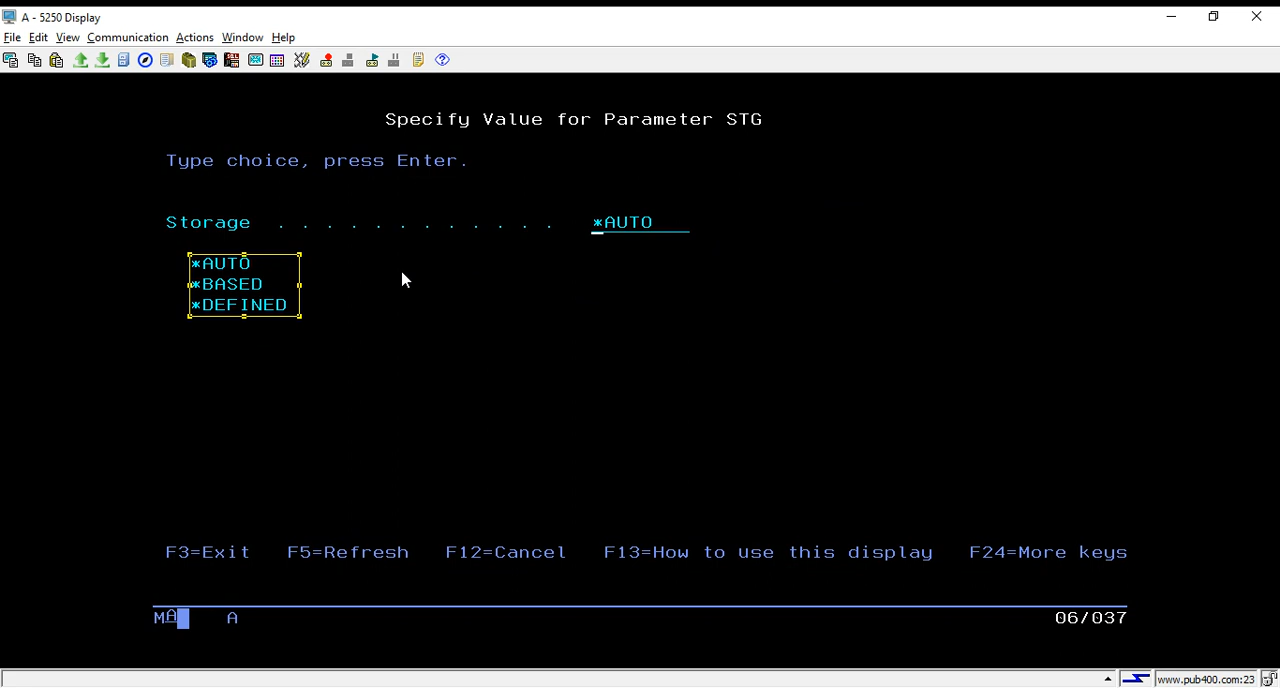 A - 5250 Display
File Edit View Communication Actions Window Help
Specify Value for Parameter STG
Type choice, press Enter.
Storage . . . . . . . . . . . . *AUTO
*AUTO
*BASED
*DEFINED
F3=Exit F5=Refresh F12=Cancel F13=How to use this display F24=More keys
MA A 06/037
www.pub400.com:23